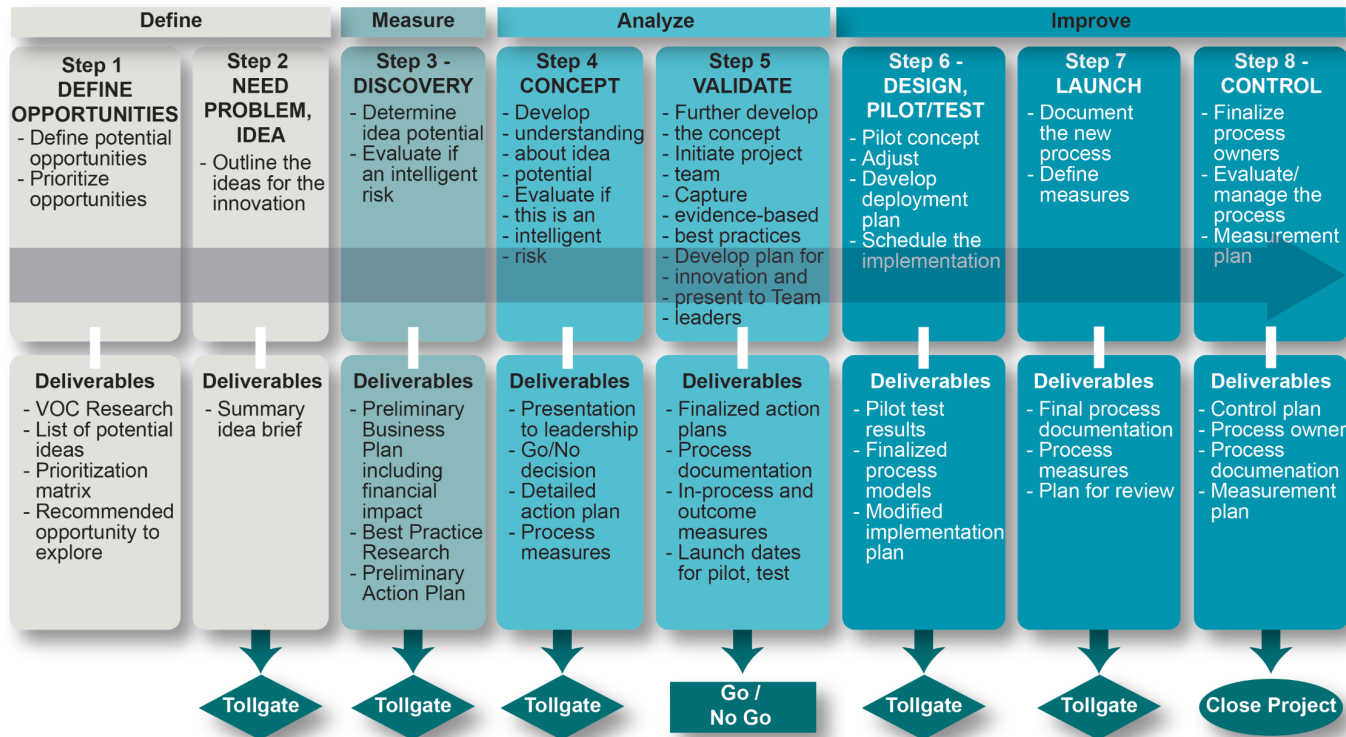 Define
Measure
Analyze
Improve
Step 1
DEFINE
OPPORTUNITIES
- Define potential
opportunities
- Prioritize
opportunities
Step 2
NEED
PROBLEM,
IDEA
- Outline the
ideas for the
innovation
Step 3 -
DISCOVERY
- Determine
idea potential
- Evaluate if
an intelligent
risk
Step 4
CONCEPT
- Develop
- understanding
- about idea
- potential
- Evaluate if
- this is an
- intelligent
- risk
Step 5
VALIDATE
- Further develop
- the concept
- Initiate project
- team
- Capture
- evidence-based
- best practices
- Develop plan for
- innovation and
- present to Team
- leaders
Step 6 -
DESIGN,
PILOT/TEST
- Pilot concept
- Adjust
- Develop
deployment
plan
- Schedule the
implementation
Step 7
LAUNCH
- Document
the new
process
- Define
measures
Step 8 -
CONTROL
- Finalize
process
owners
- Evaluate/
manage the
process
- Measurement
plan
Deliverables
- VOC Research
- List of potential
ideas
- Prioritization
matrix
- Recommended
opportunity to
explore
Deliverables
- Summary
idea brief
Deliverables
- Preliminary
Business
Plan
including
financial
impact
- Best Practice
Research
- Preliminary
Action Plan
Deliverables
- Presentation
to leadership
- Go/No
decision
- Detailed
action plan
- Process
measures
Deliverables
- Finalized action
plans
- Process
documentation
- In-process and
outcome
measures
- Launch dates
for pilot, test
Deliverables
- Pilot test
results
- Finalized
process
models
- Modified
implementation
plan
Deliverables
- Final process
documentation
- Process
measures
- Plan for review
Deliverables
- Control plan
- Process owner
- Process
documenation
- Measurement
plan
Tollgate
Tollgate
Tollgate
Go /
No Go
Tollgate
Tollgate
Close Project